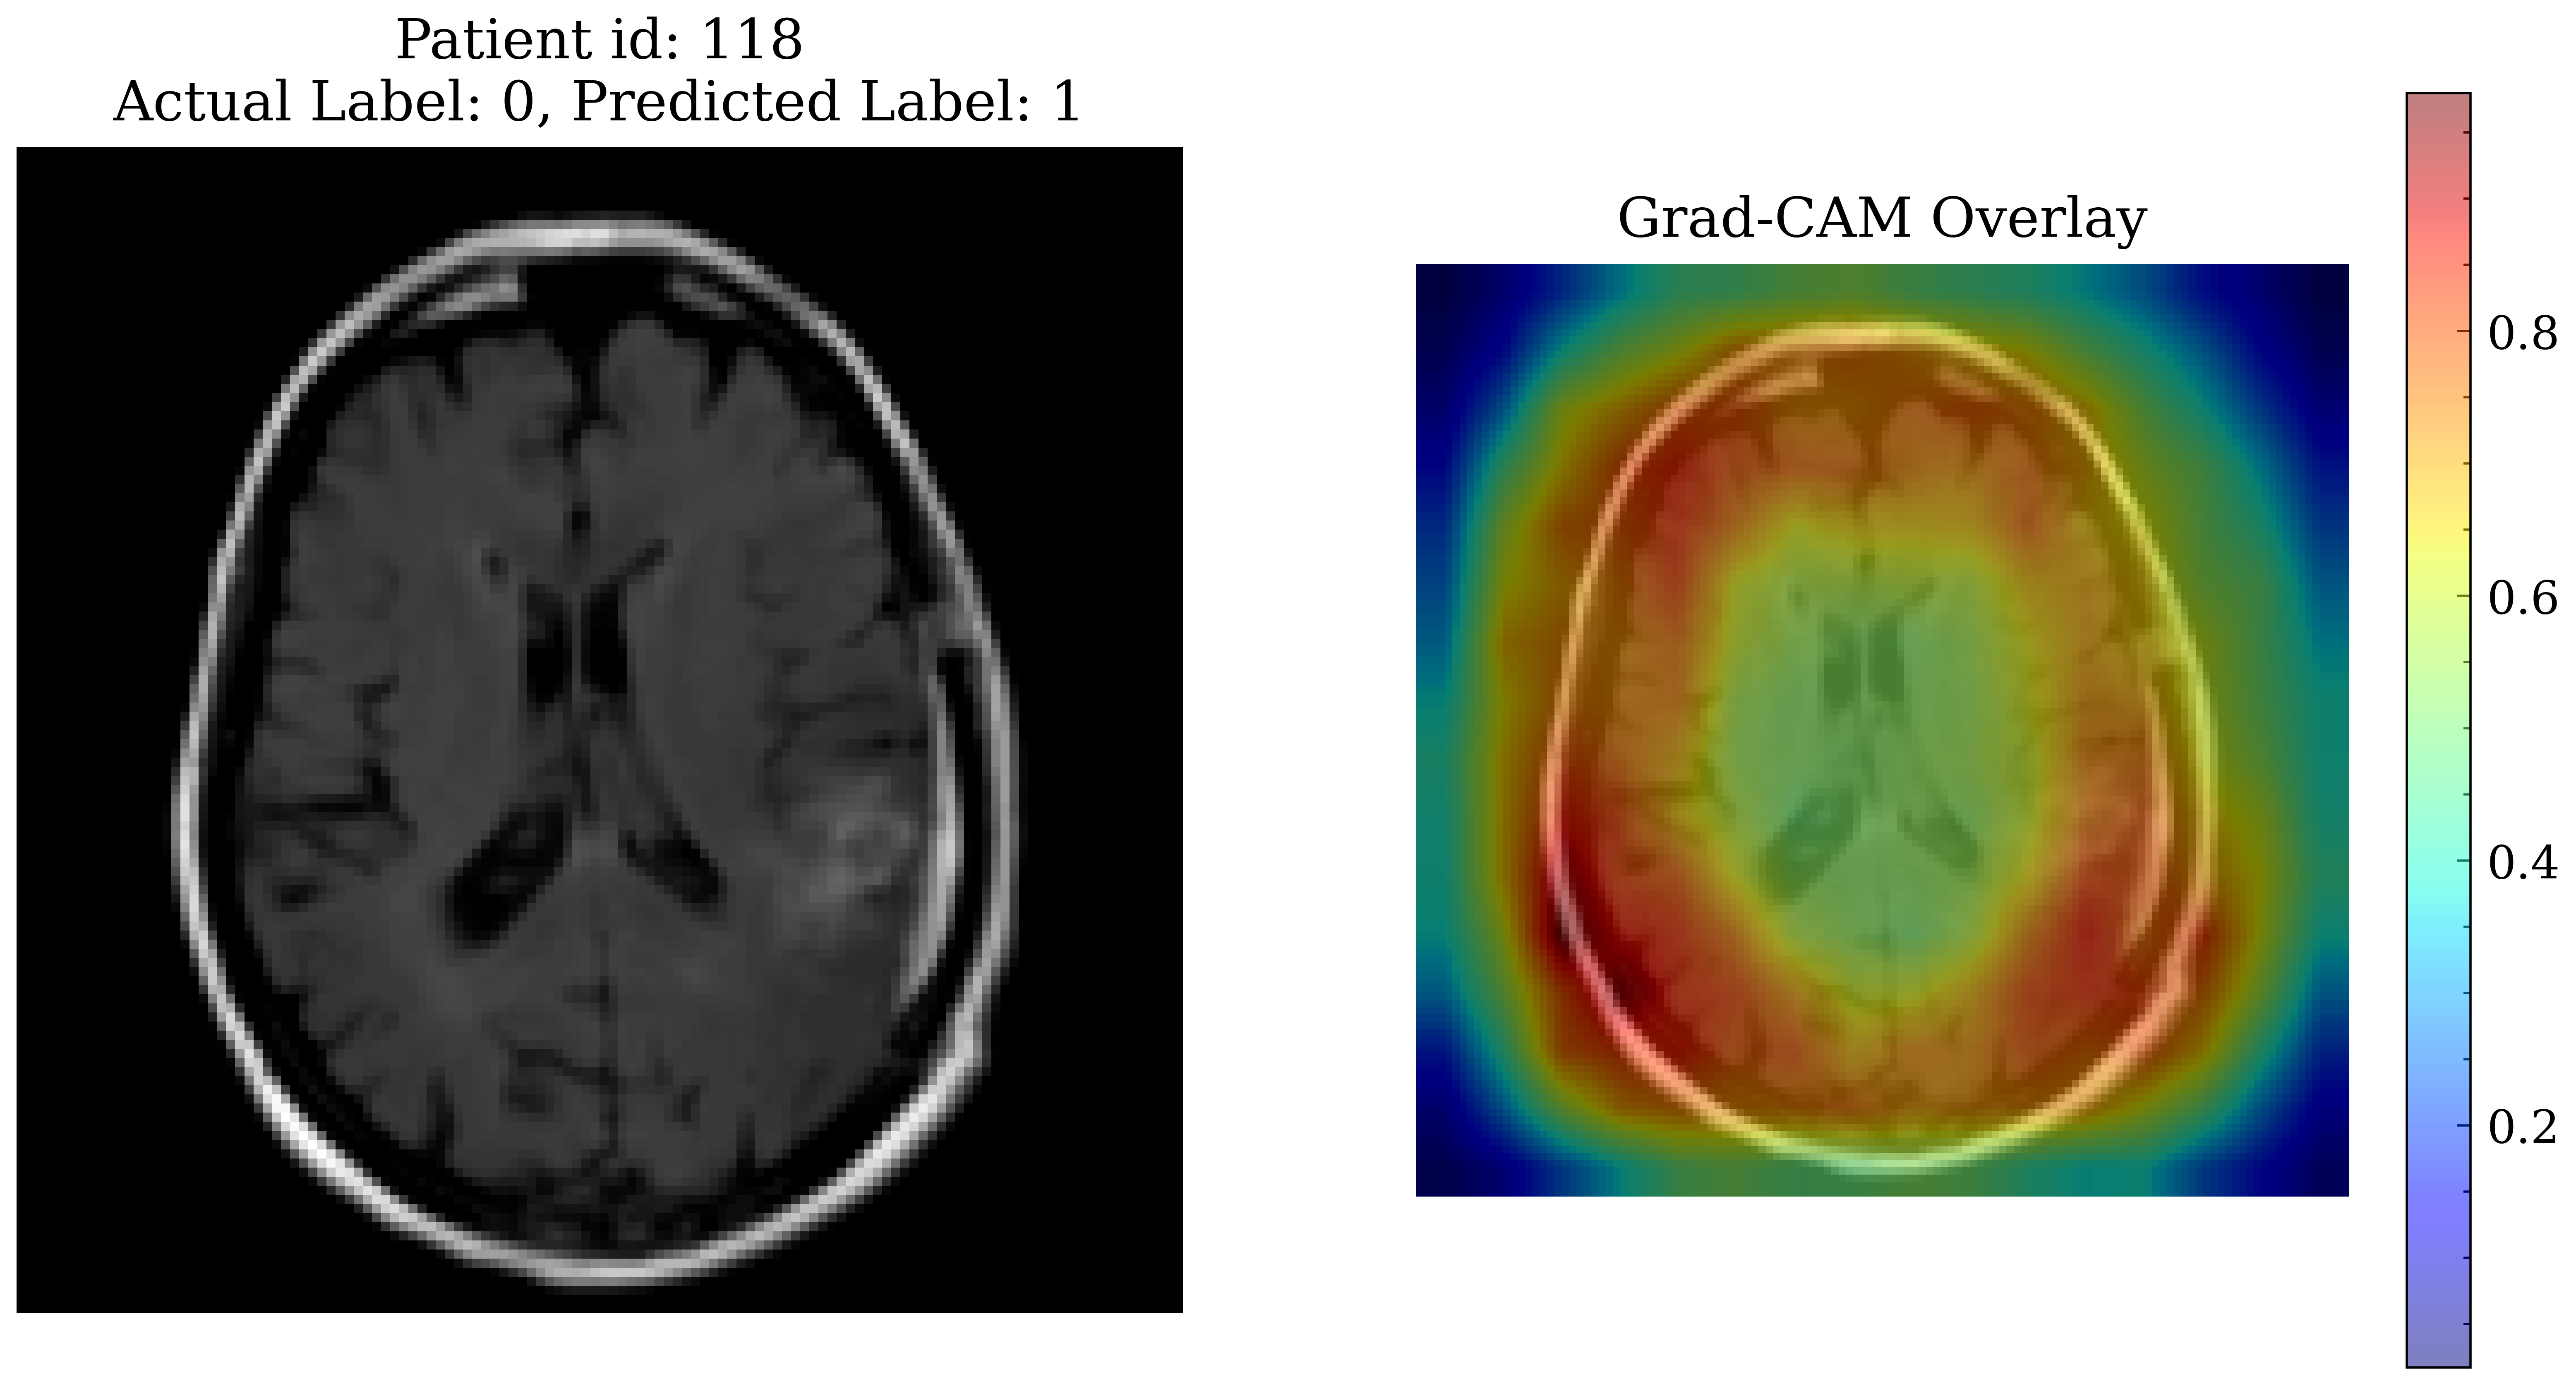 Patient id: 118
Actual Label: 0, Predicted Label: 1
Grad-CAM Overlay
0.8
0.6
0.4
0.2